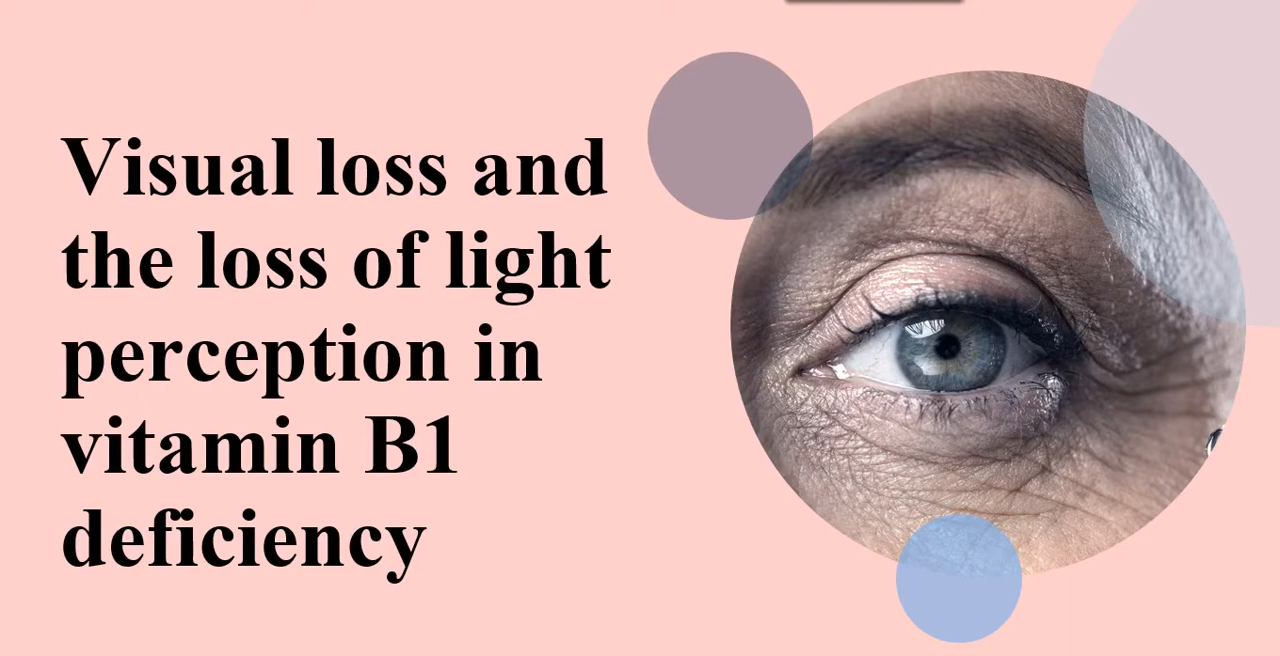 Visual loss and
the loss of light
perception in
vitamin B1
deficiency